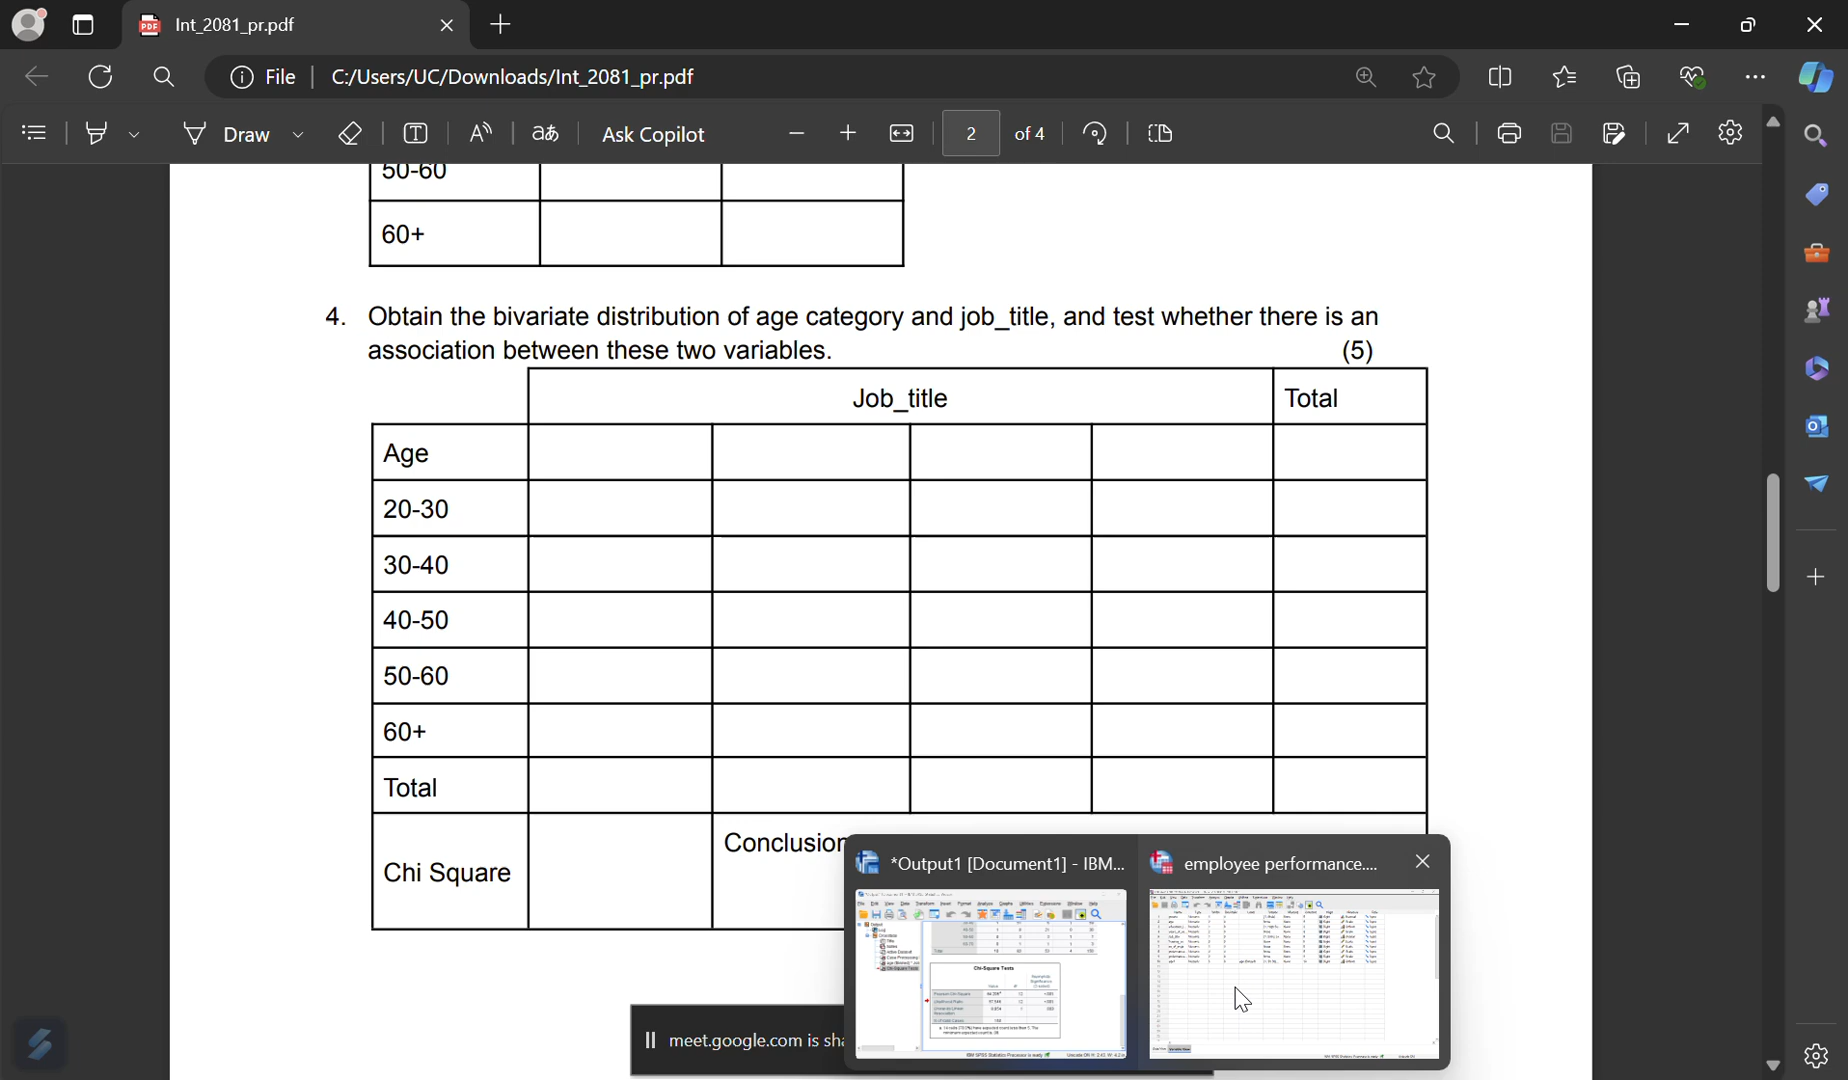 Int_2081_pr.pdf
File
C:/Users/UC/Downloads/Int_2081_pr.pdf
Draw
aあ
Ask Copilot
2
of 4
50-60
60+
4. Obtain the bivariate distribution of age category and job_title, and test whether there is an
association between these two variables. (5)
Job_title Total
Age
20-30
30-40
40-50
50-60
60+
Total
Chi Square
Conclusion
*Output1 [Document1] - IBM...
employee performance....
Chi-Square Tests
meet.google.com is sha